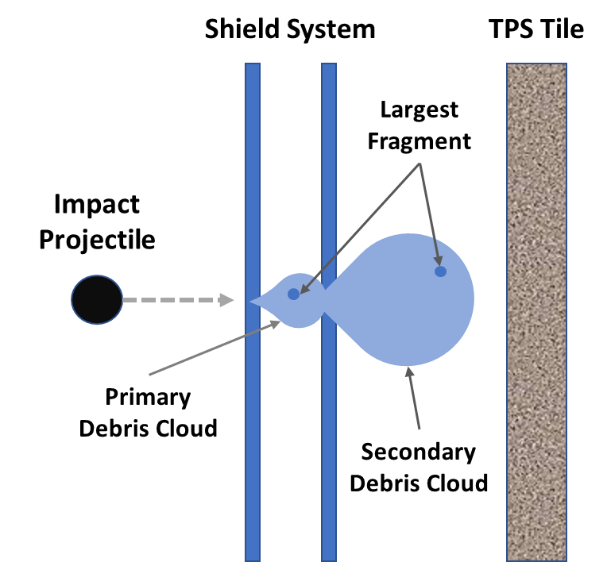 Shield System
TPS Tile
Largest
Fragment
Impact
Projectile
Primary
Debris Cloud
Secondary
Debris Cloud